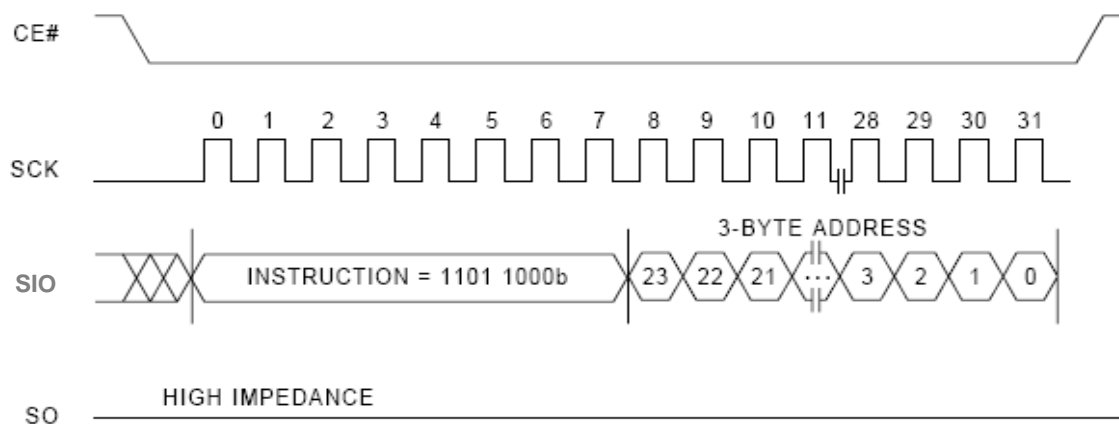 CE#
0 1 2 3 4 5 6 7 8 9 10 11 28 29 30 31
SCK
3-BYTE ADDRESS
SIO INSTRUCTION = 1101 1000b 23 22 21 ... 3 2 1 0
HIGH IMPEDANCE
SO